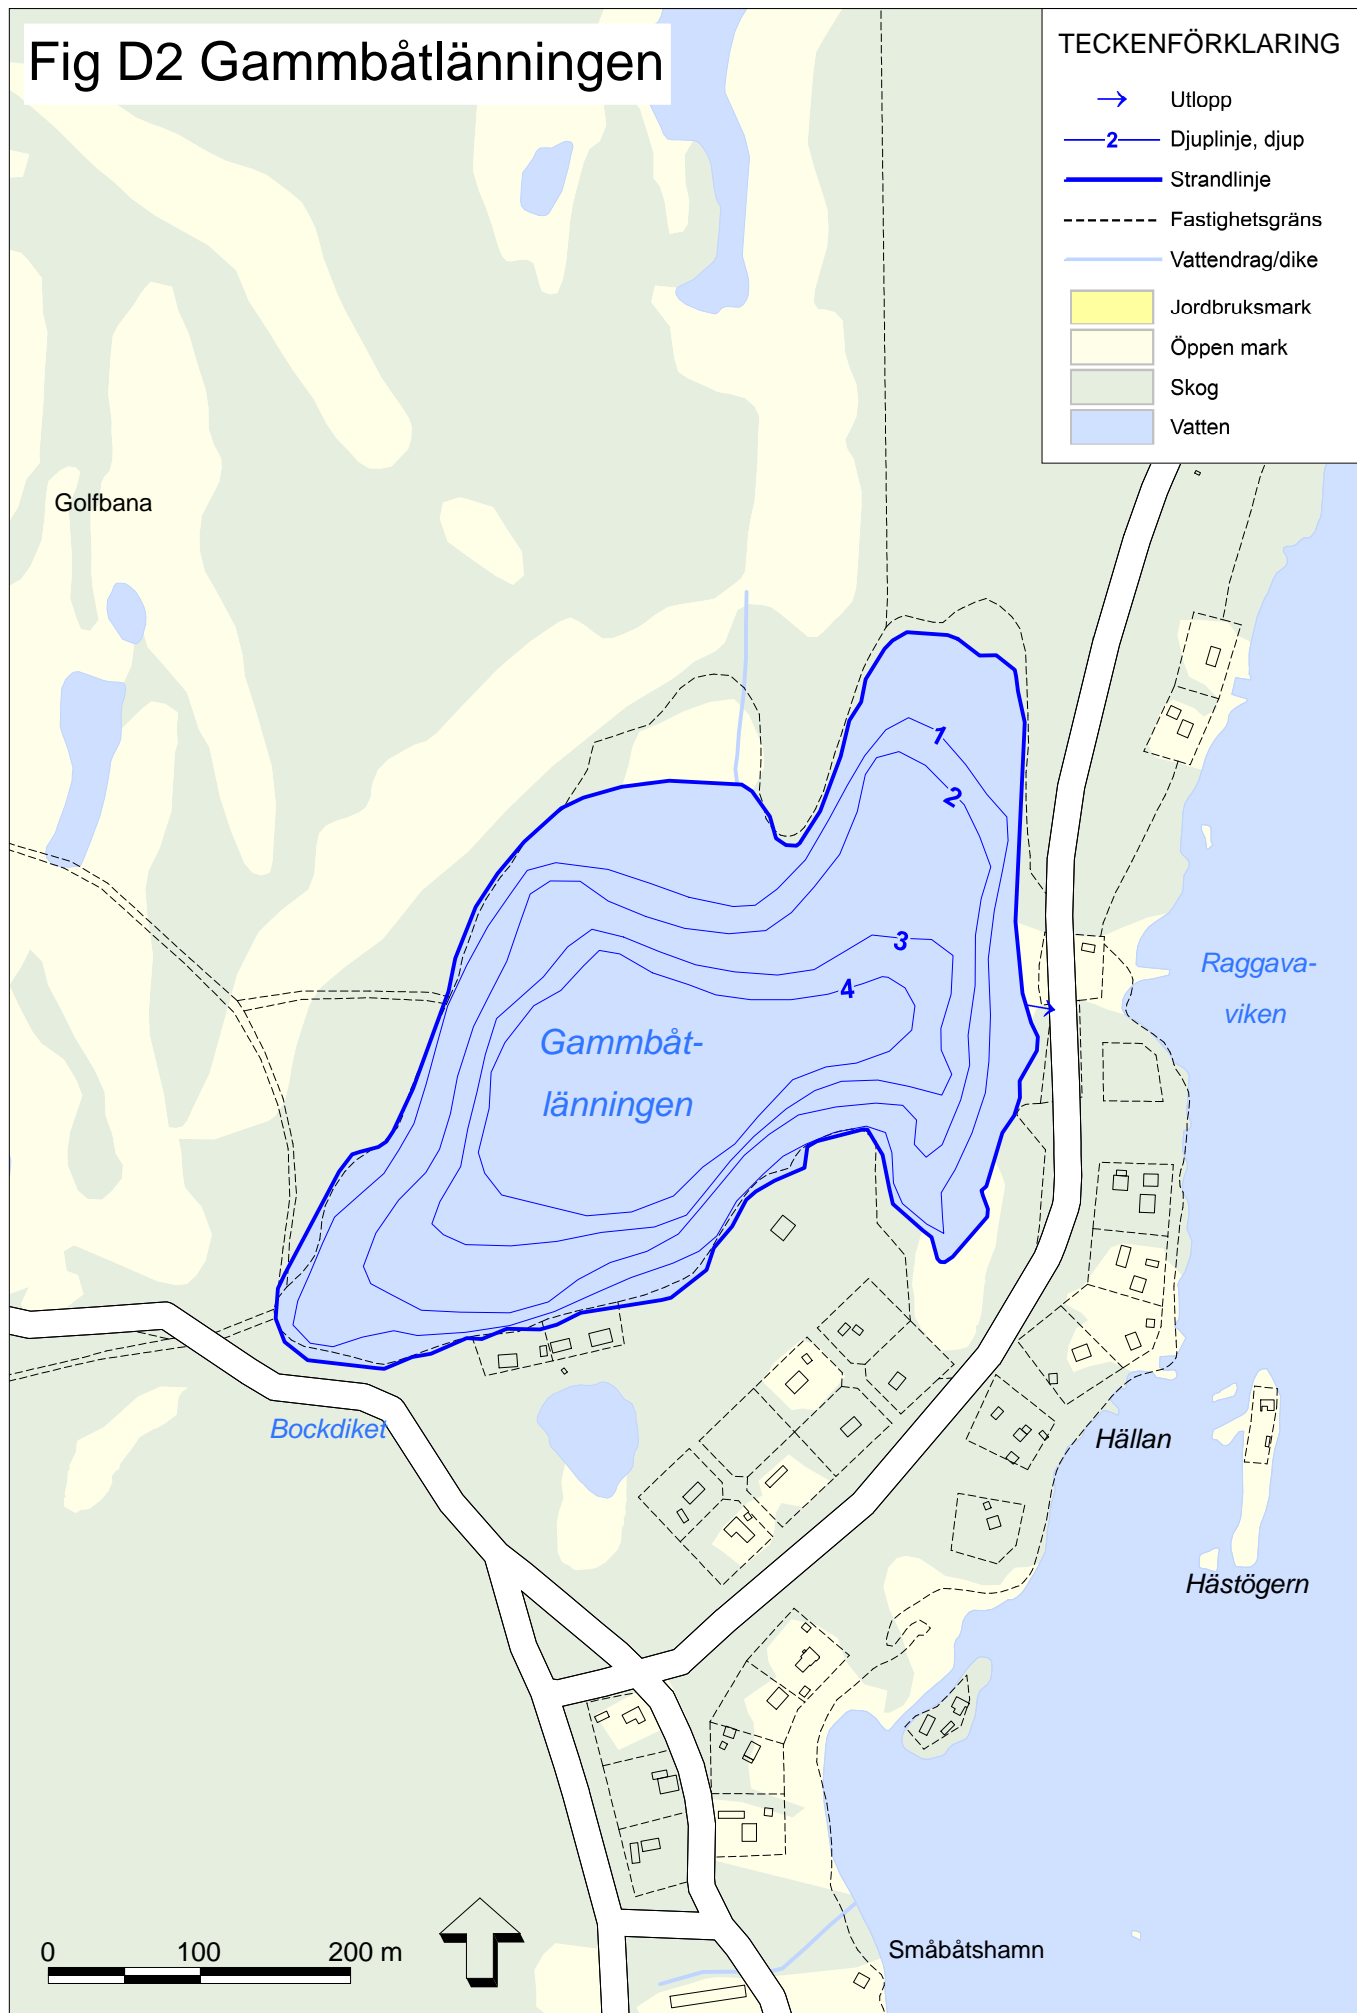 Fig D2 Gammbåtlänningen
TECKENFÖRKLARING
Utlopp
2
Djuplinje, djup
Strandlinje
Fastighetsgräns
Vattendrag/dike
Jordbruksmark
Öppen mark
Skog
Vatten
Golfbana
1
2
3
4
Raggava-
viken
Gammbåt-
länningen
Bockdiket
Hällan
Hästögern
Småbåtshamn
0 100 200 m